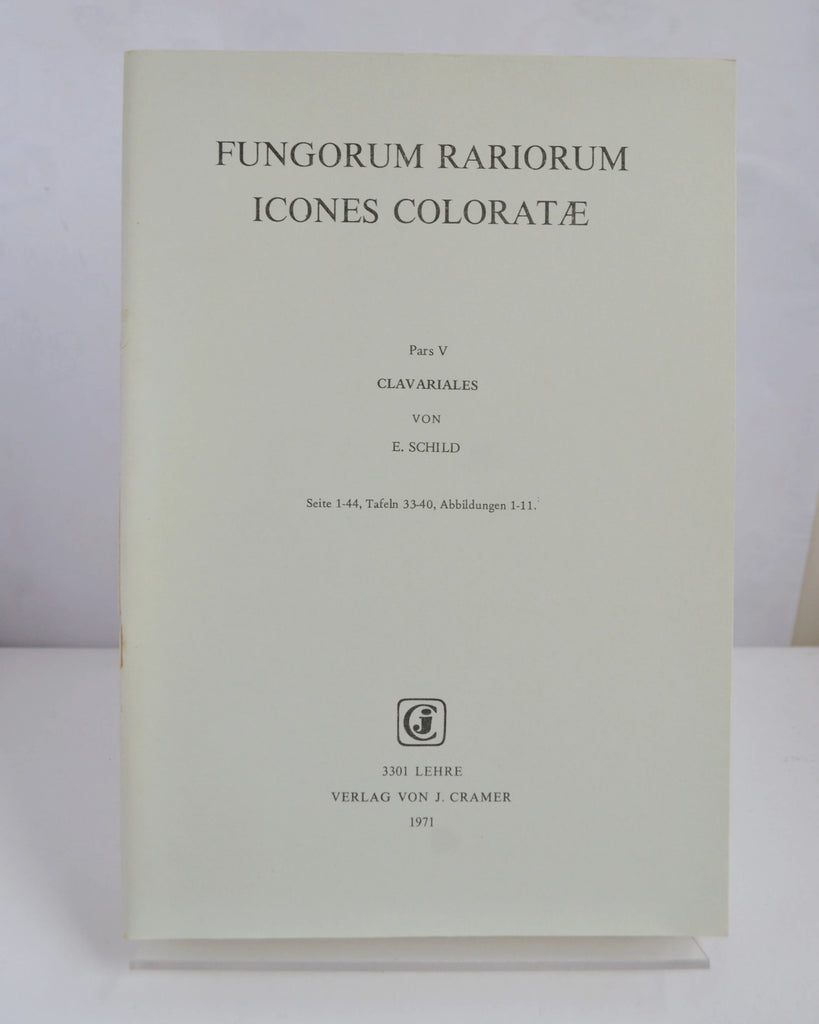 FUNGORUM RARIORUM
ICONES COLORATÆ
Pars V
CLAVARIALES
VON
E. SCHILD
Seite 1-44, Tafeln 33-40, Abbildungen 1-11.
Cj
3301 LEHRE
VERLAG VON J. CRAMER
1971